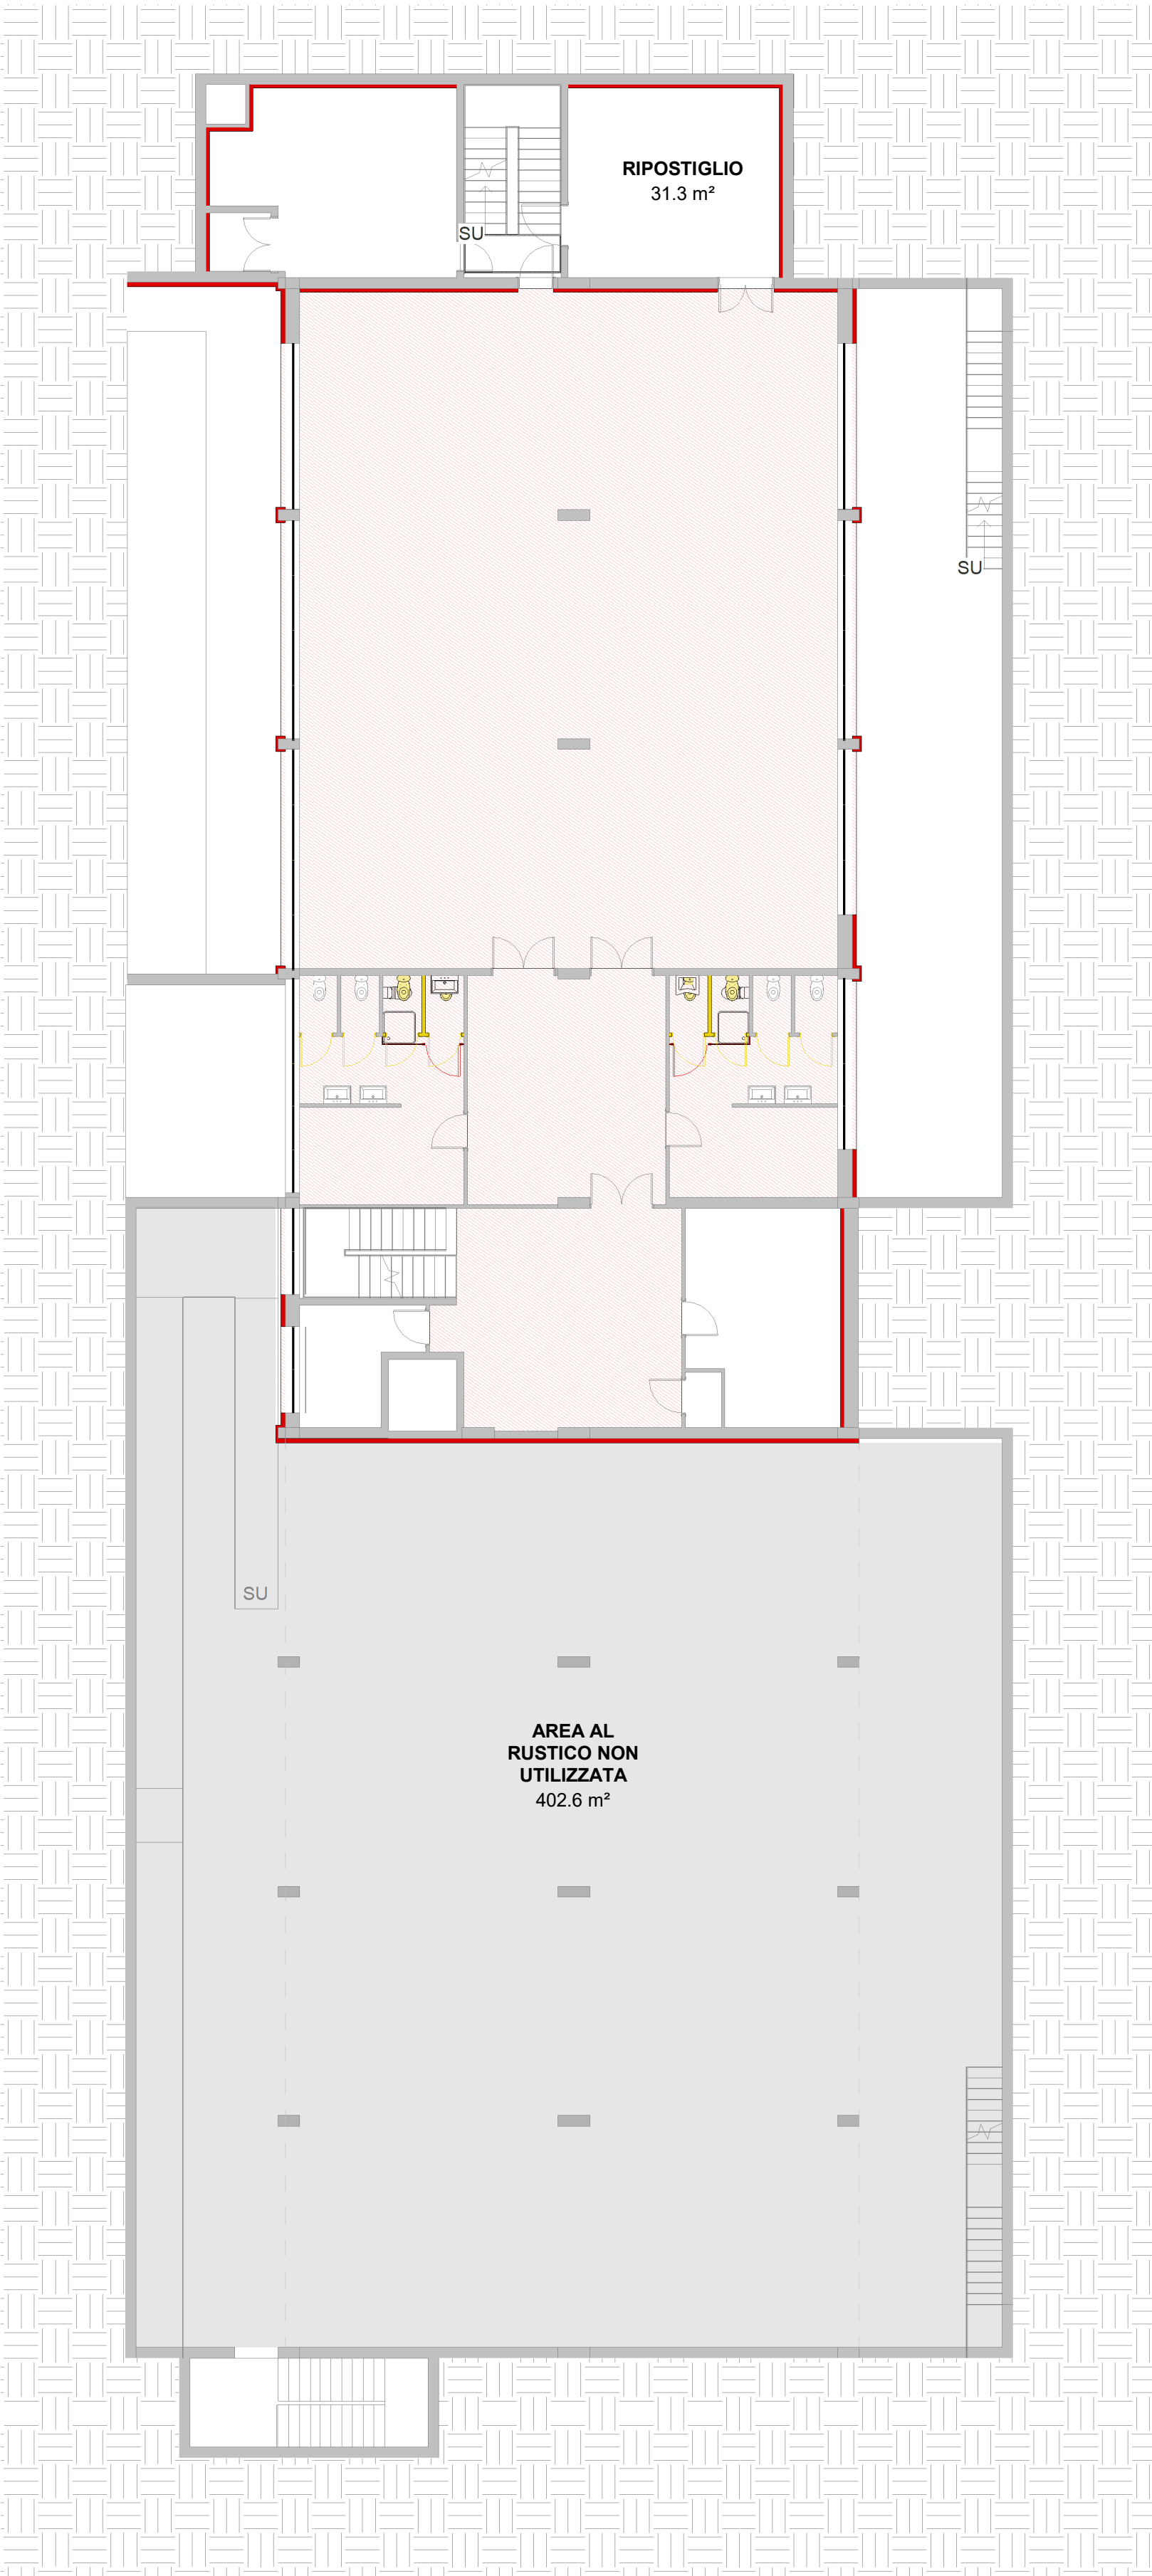 RIPOSTIGLIO
31.3 m²
SU
SU
SU
AREA AL
RUSTICO NON
UTILIZZATA
402.6 m²